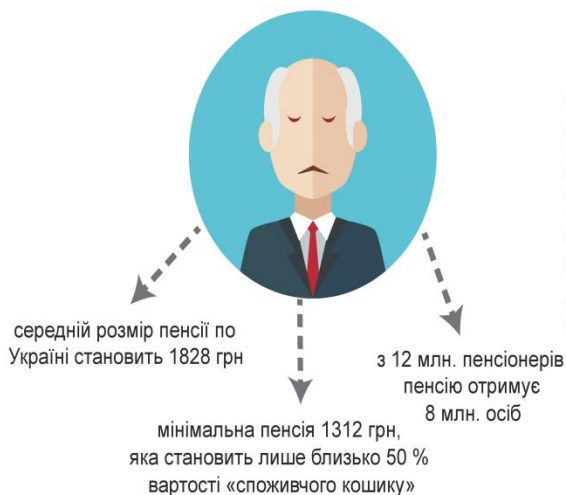 середній розмір пенсії по
Україні становить 1828 грн
мінімальна пенсія 1312 грн,
яка становить лише близько 50 %
вартості «споживчого кошику»
з 12 млн. пенсіонерів
пенсію отримує
8 млн. осіб